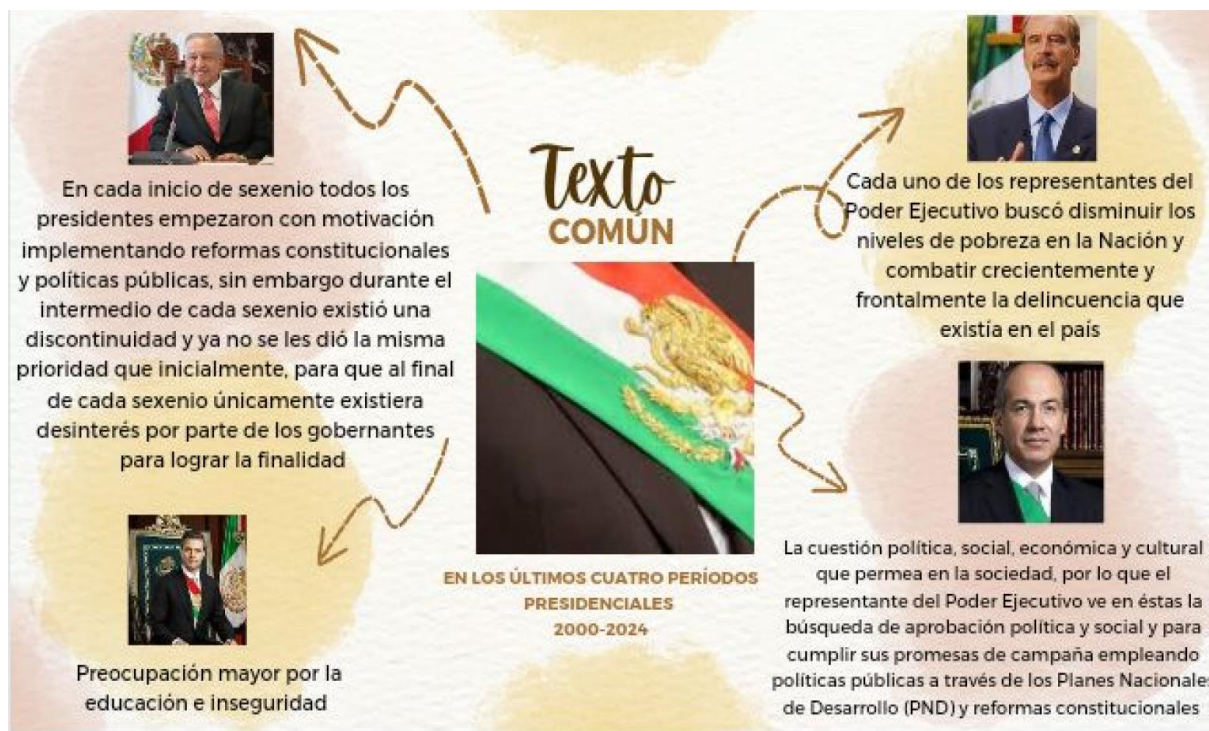 Texto
COMÚN
En cada inicio de sexenio todos los
presidentes empezaron con motivación
implementando reformas constitucionales
y políticas públicas, sin embargo durante el
intermedio de cada sexenio existió una
discontinuidad y ya no se les dió la misma
prioridad que inicialmente, para que al final
de cada sexenio únicamente existiera
desinterés por parte de los gobernantes
para lograr la finalidad
Cada uno de los representantes del
Poder Ejecutivo buscó disminuir los
niveles de pobreza en la Nación y
combatir crecientemente y
frontalmente la delincuencia que
existía en el país
Preocupación mayor por la
educación e inseguridad
EN LOS ÚLTIMOS CUATRO PERÍODOS
PRESIDENCIALES
2000-2024
La cuestión política, social, económica y cultural
que permea en la sociedad, por lo que el
representante del Poder Ejecutivo ve en éstas la
búsqueda de aprobación política y social y para
cumplir sus promesas de campaña empleando
políticas públicas a través de los Planes Nacionales
de Desarrollo (PND) y reformas constitucionales